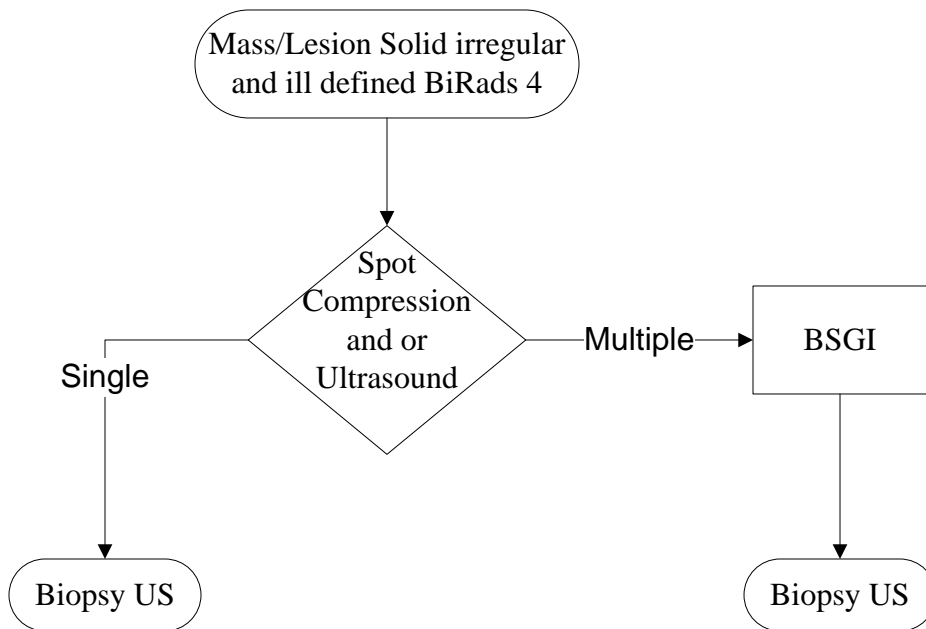 Mass/Lesion Solid irregular
and ill defined BiRads 4
Spot
Compression
and or
Ultrasound
Single
Multiple
BSGI
Biopsy US
Biopsy US